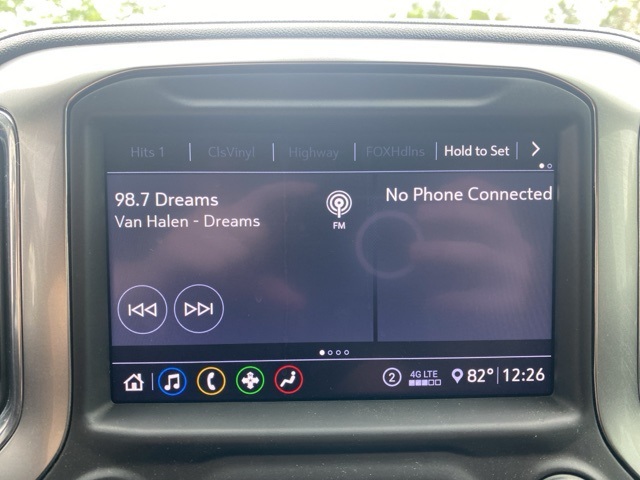 Hits 1 ClsVinyl Highway FOXHdlns Hold to Set
98.7 Dreams
Van Halen - Dreams
FM
No Phone Connected
2 4G LTE 82° 12:26